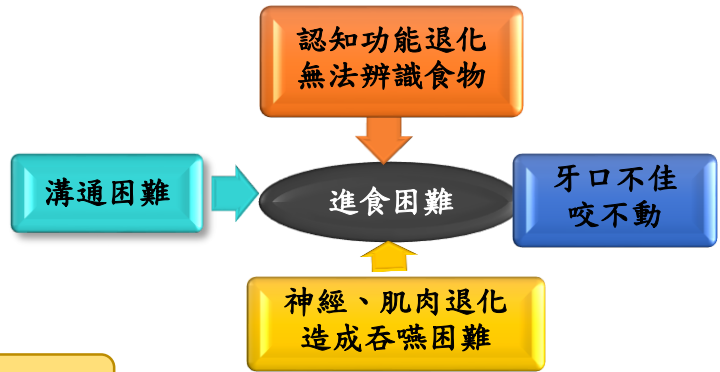 認知功能退化
無法辨識食物
溝通困難
進食困難
牙口不佳
咬不動
神經、肌肉退化
造成吞嚥困難